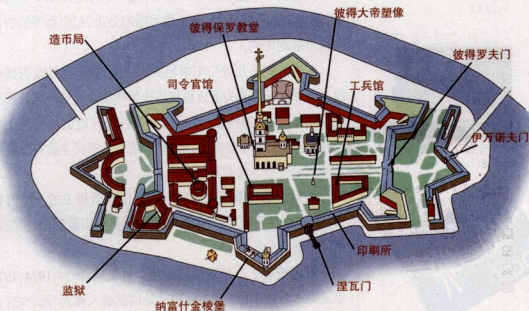 彼得大帝塑像
彼得保罗教堂
造币局
彼得罗夫门
司令官馆
工兵馆
伊万诺夫门
印刷所
监狱
涅瓦门
纳富什金棱堡